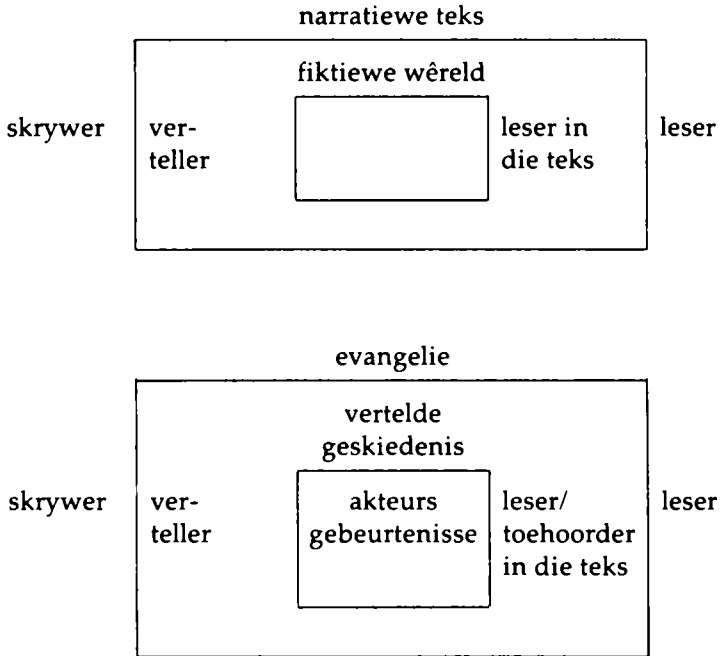 narratiewe teks
fiktiewe wêreld
skrywer ver- leser in leser
teller die teks
evangelie
vertelde
geskiedenis
skrywer ver- akteurs leser/ leser
teller gebeurtenisse toehoorder
in die teks